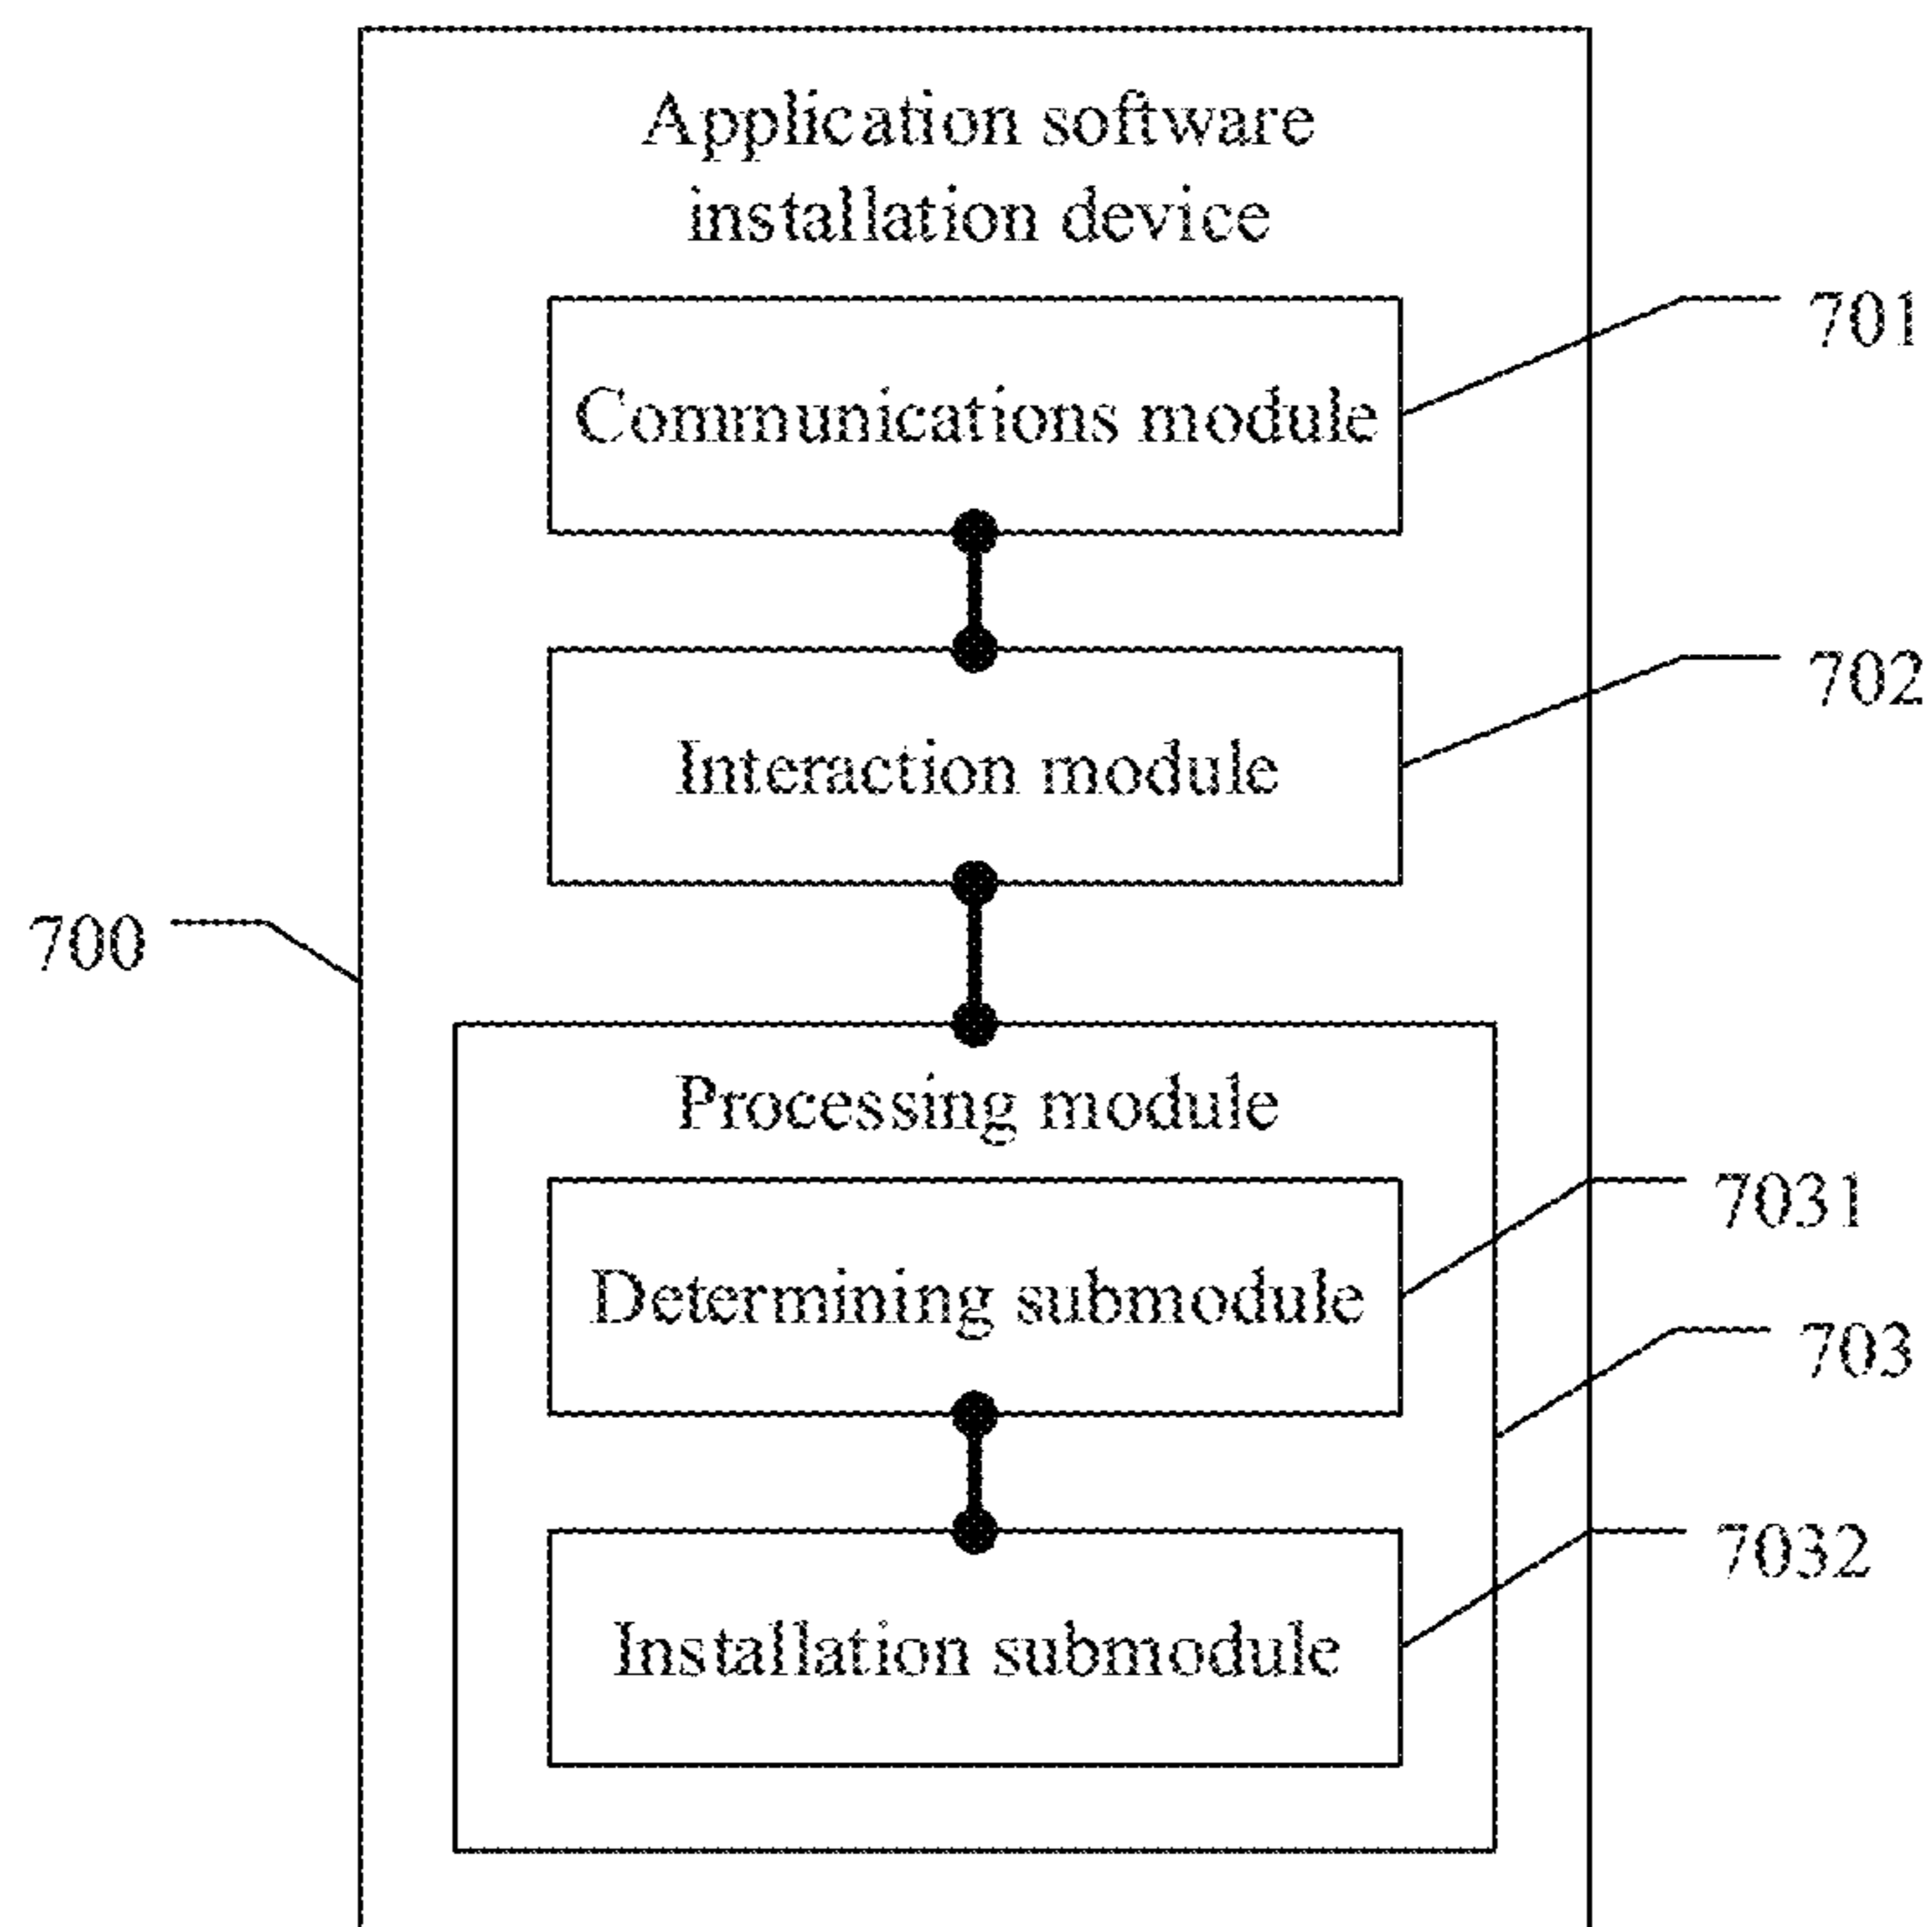 Application software
installation device
701
Communications module
702
Interaction module
700
Processing module
7031
Determining submodule
703
7032
Installation submodule